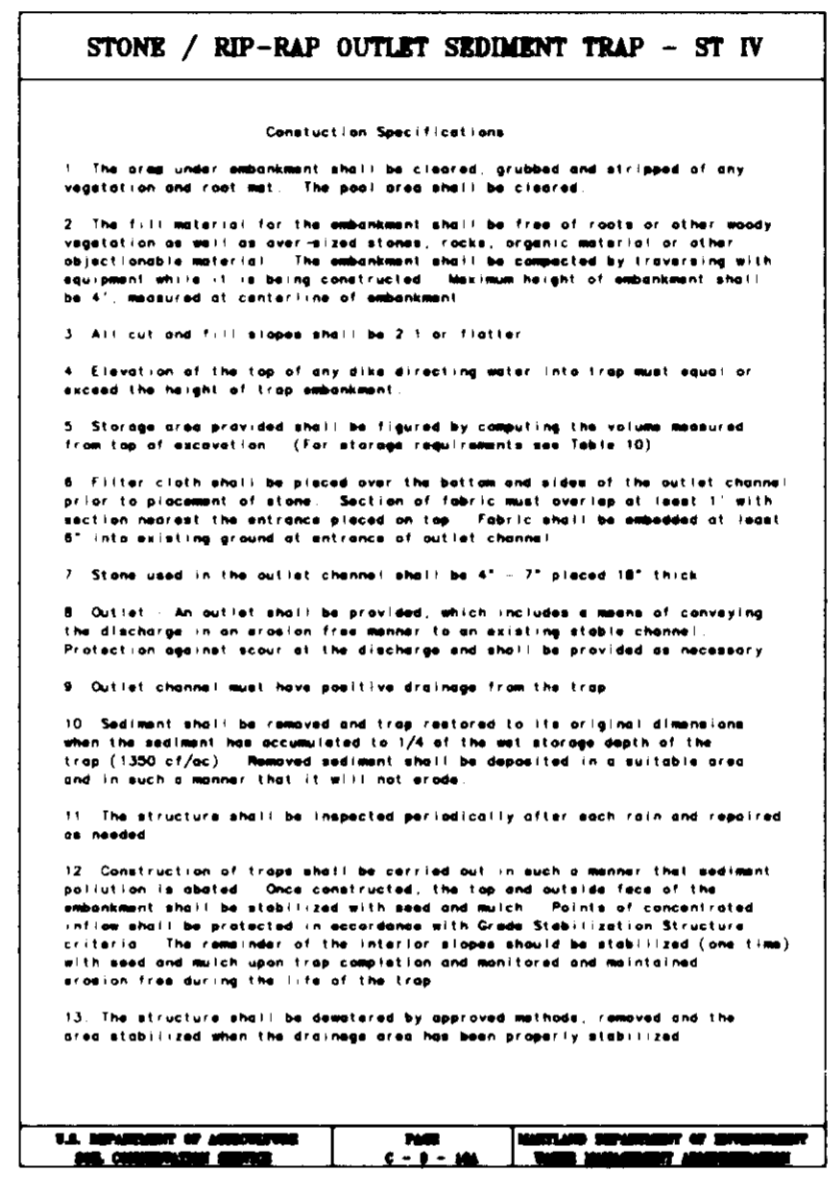 STONE / RIP-RAP OUTLET SEDIMENT TRAP - ST IV
Constuction Specifications
1 The area under embankment shall be cleared, grubbed and stripped of any
vegetation and root mat. The pool area shall be cleared.
2 The fill material for the embankment shall be free of roots or other woody
vegetation as well as over-sized stones, rocks, organic material or other
objectionable material The embankment shall be compacted by traversing with
equipment while it is being constructed Maximum height of embankment shall
be 4', measured at centerline of embankment
3 All cut and fill slopes shall be 2 1 or flatter
4 Elevation of the top of any dike directing water into trap must equal or
exceed the height of trap embankment.
5 Storage area provided shall be figured by computing the volume measured
from top of excavation (For storage requirements see Table 10)
6 Filter cloth shall be placed over the bottom and sides of the outlet channel
prior to placement of stone. Section of fabric must overlap at least 1' with
section nearest the entrance placed on top Fabric shall be embedded at least
6" into existing ground at entrance of outlet channel
7 Stone used in the outlet channel shall be 4" - 7" placed 18" thick
8 Outlet - An outlet shall be provided, which includes a means of conveying
the discharge in an erosion free manner to an existing stable channel.
Protection against scour at the discharge end shall be provided as necessary
9 Outlet channel must have positive drainage from the trap
10 Sediment shall be removed and trap restored to its original dimensions
when the sediment has accumulated to 1/4 of the wet storage depth of the
trap (1350 cf/ac) Removed sediment shall be deposited in a suitable area
and in such a manner that it will not erode.
11 The structure shall be inspected periodically after each rain and repaired
as needed
12 Construction of traps shall be carried out in such a manner that sediment
pollution is abated Once constructed, the top and outside face of the
embankment shall be stabilized with seed and mulch Points of concentrated
inflow shall be protected in accordance with Grade Stabilization Structure
criteria The remainder of the interior slopes should be stabilized (one time)
with seed and mulch upon trap completion and monitored and maintained
erosion free during the life of the trap
13. The structure shall be dewatered by approved methods, removed and the
area stabilized when the drainage area has been properly stabilized
U.S. DEPARTMENT OF AGRICULTURE
SOIL CONSERVATION SERVICE
PAGE
C - 9 - 10A
MARYLAND DEPARTMENT OF ENVIRONMENT
WATER MANAGEMENT ADMINISTRATION